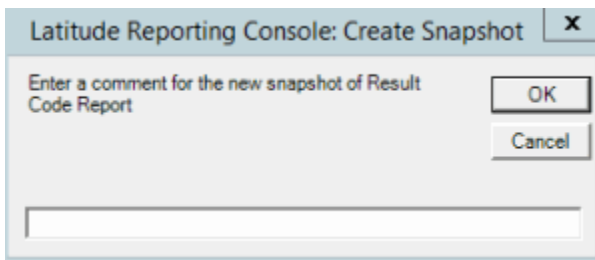 Latitude Reporting Console: Create Snapshot
x
Enter a comment for the new snapshot of Result
Code Report
OK
Cancel